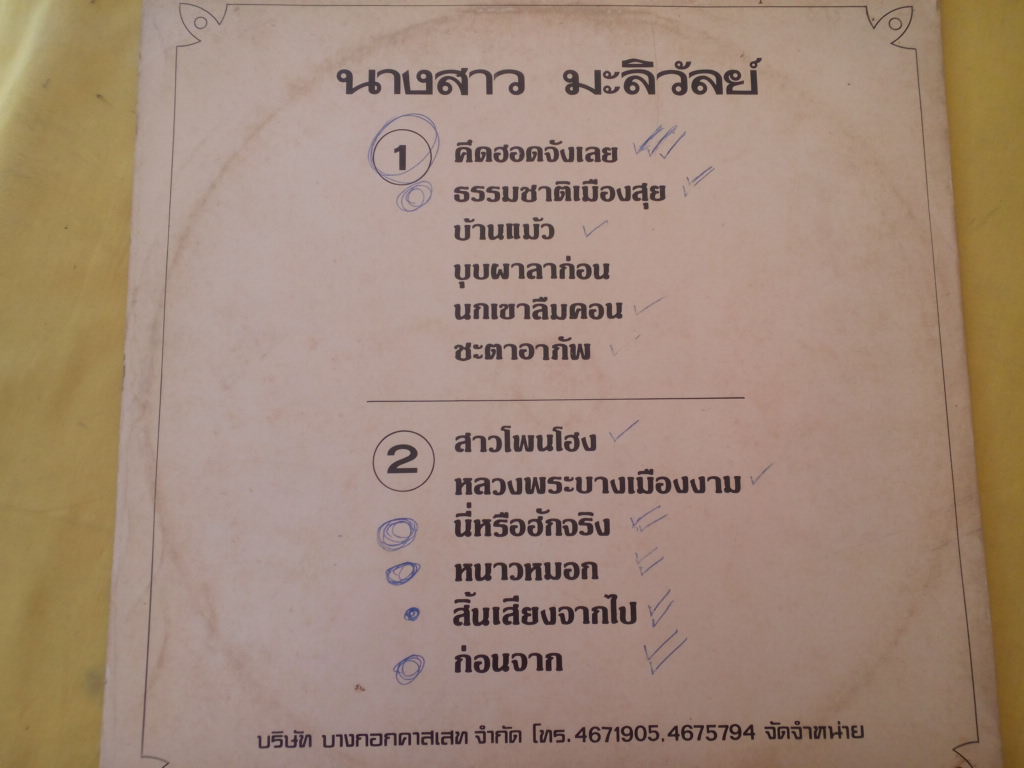 นางสาว มะลิวัลย์
1
คึดฮอดจังเลย
ธรรมชาติเมืองสุย
บ้านแม้ว
บุบผาลาก่อน
นกเขาลืมคอน
ชะตาอาภัพ
2
สาวโพนโฮง
หลวงพระบางเมืองงาม
นี่หรือฮักจริง
หนาวหมอก
สิ้นเสียงจากไป
ก่อนจาก
บริษัท บางกอกคาสเสท จำกัด โทร. 4671905, 4675794 จัดจำหน่าย